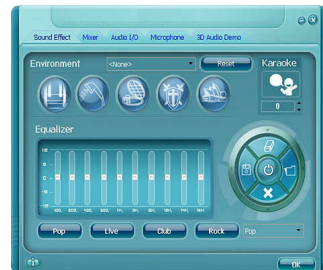 Sound Effect Mixer Audio I/O Microphone 3D Audio Demo
Environment <None> Reset Karaoke
0
Equalizer
Pop Live Club Rock Pop
OK